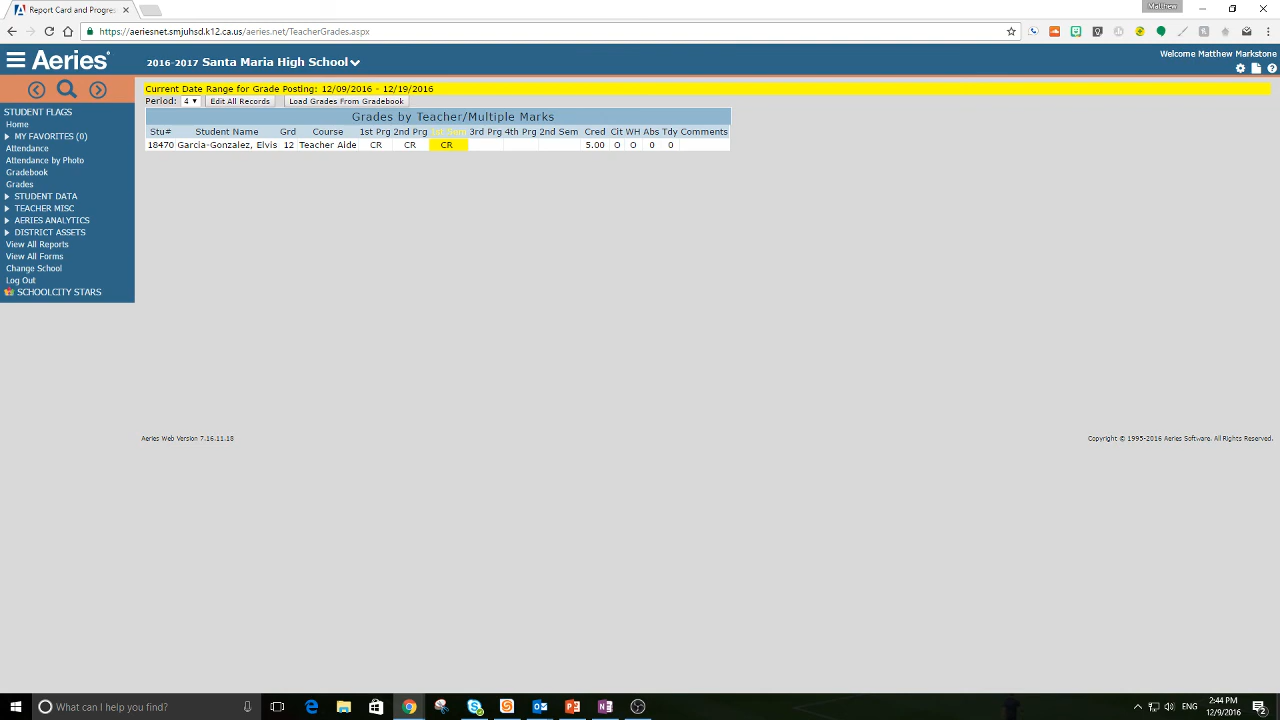 Report Card and Progres
Matthew
https://aeriesnet.smjuhsd.k12.ca.us/aeries.net/TeacherGrades.aspx
Aeries
2016-2017 Santa Maria High School
Welcome Matthew Markstone
STUDENT FLAGS
Home
MY FAVORITES (0)
Attendance
Attendance by Photo
Gradebook
Grades
STUDENT DATA
TEACHER MISC
AERIES ANALYTICS
DISTRICT ASSETS
View All Reports
View All Forms
Change School
Log Out
SCHOOLCITY STARS
Current Date Range for Grade Posting: 12/09/2016 - 12/19/2016
Period: 4 Edit All Records Load Grades From Gradebook
Grades by Teacher/Multiple Marks
Stu# Student Name Grd Course 1st Prg 2nd Prg 1st Sem 3rd Prg 4th Prg 2nd Sem Cred Cit WH Abs Tdy Comments
18470 Garcia-Gonzalez, Elvis 12 Teacher Aide CR CR CR 5.00 O O 0 0
Aeries Web Version 7.16.11.18
Copyright © 1995-2016 Aeries Software. All Rights Reserved.
What can I help you find?
ENG
2:44 PM
12/9/2016
2